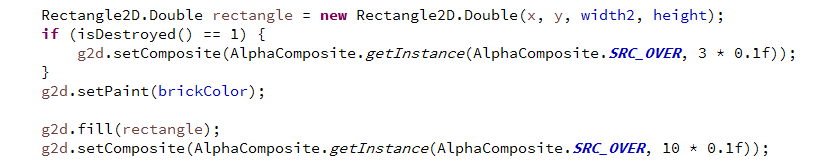 Rectangle2D.Double rectangle = new Rectangle2D.Double(x, y, width2, height);
if (isDestroyed() == 1) {
    g2d.setComposite(AlphaComposite.getInstance(AlphaComposite.SRC_OVER, 3 * 0.1f));
}
g2d.setPaint(brickColor);

g2d.fill(rectangle);
g2d.setComposite(AlphaComposite.getInstance(AlphaComposite.SRC_OVER, 10 * 0.1f));